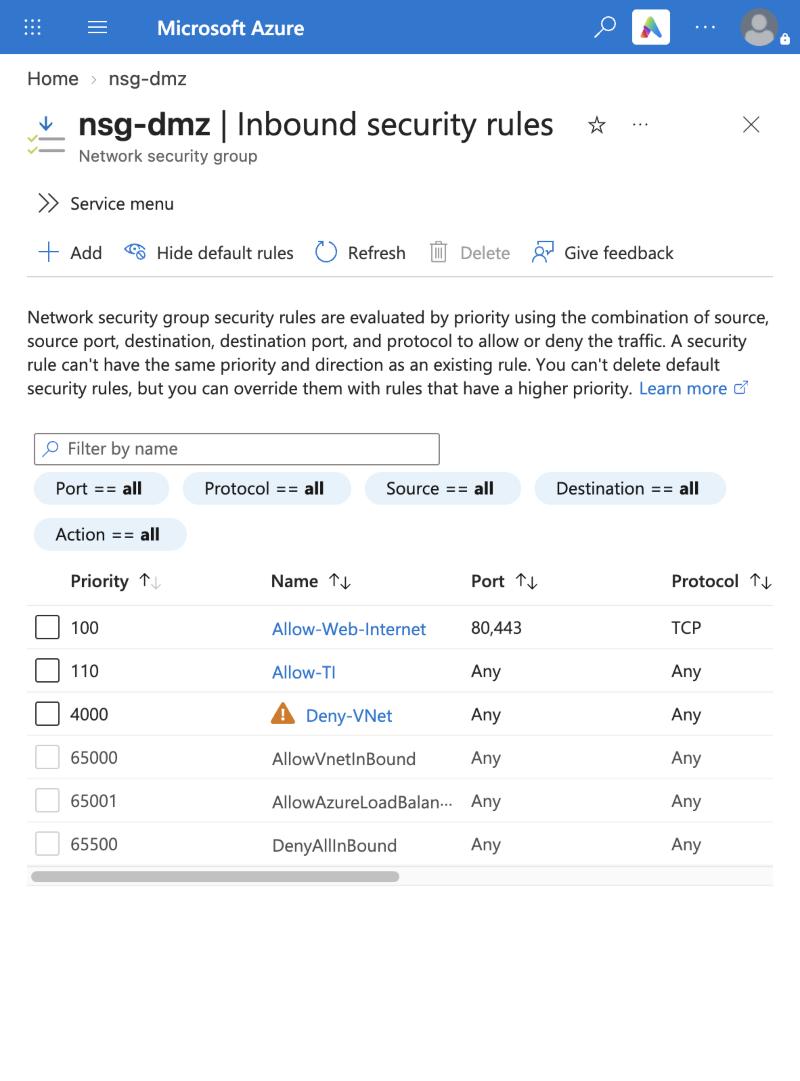 Microsoft Azure
Home > nsg-dmz
nsg-dmz | Inbound security rules
Network security group
Service menu
Add Hide default rules Refresh Delete Give feedback
Network security group security rules are evaluated by priority using the combination of source,
source port, destination, destination port, and protocol to allow or deny the traffic. A security
rule can't have the same priority and direction as an existing rule. You can't delete default
security rules, but you can override them with rules that have a higher priority. Learn more
Filter by name
Port == all Protocol == all Source == all Destination == all
Action == all
Priority ↑↓ Name ↑↓ Port ↑↓ Protocol ↑↓
100 Allow-Web-Internet 80,443 TCP
110 Allow-TI Any Any
4000 Deny-VNet Any Any
65000 AllowVnetInBound Any Any
65001 AllowAzureLoadBalan··· Any Any
65500 DenyAllInBound Any Any